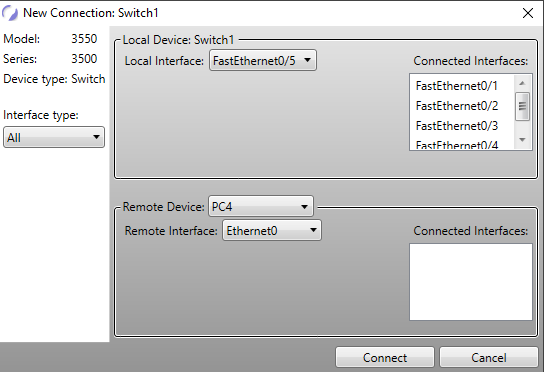 New Connection: Switch1
Model: 3550
Series: 3500
Device type: Switch
Interface type:
All
Local Device: Switch1
Local Interface: FastEthernet0/5
Connected Interfaces:
FastEthernet0/1
FastEthernet0/2
FastEthernet0/3
FastEthernet0/4
Remote Device: PC4
Remote Interface: Ethernet0
Connected Interfaces:
Connect
Cancel